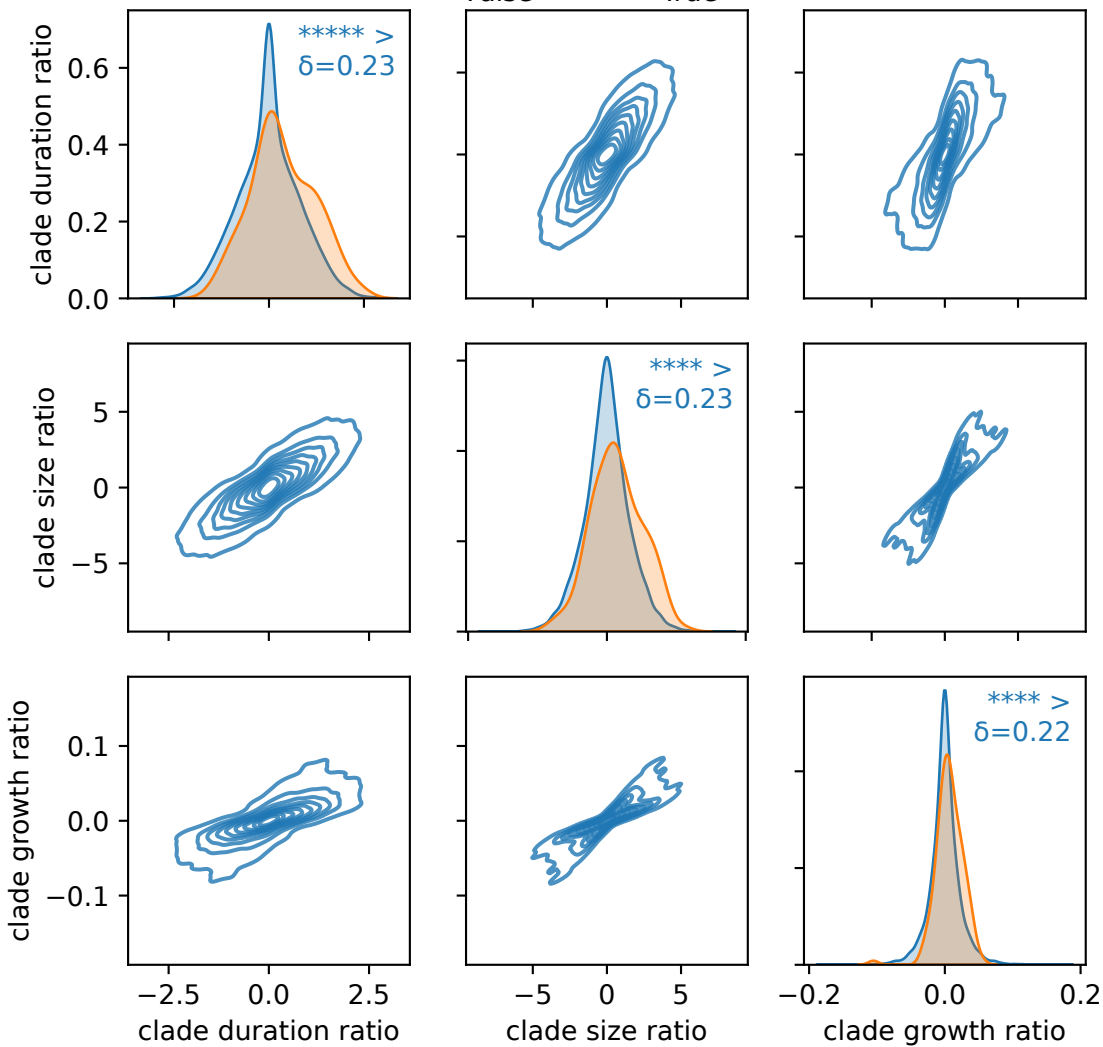 clade duration ratio
0.6
0.4
0.2
0.0
***** >
δ=0.23
clade size ratio
5
0
−5
**** >
δ=0.23
clade growth ratio
0.1
0.0
−0.1
**** >
δ=0.22
−2.5 0.0 2.5
clade duration ratio
−5 0 5
clade size ratio
−0.2 0.0 0.2
clade growth ratio